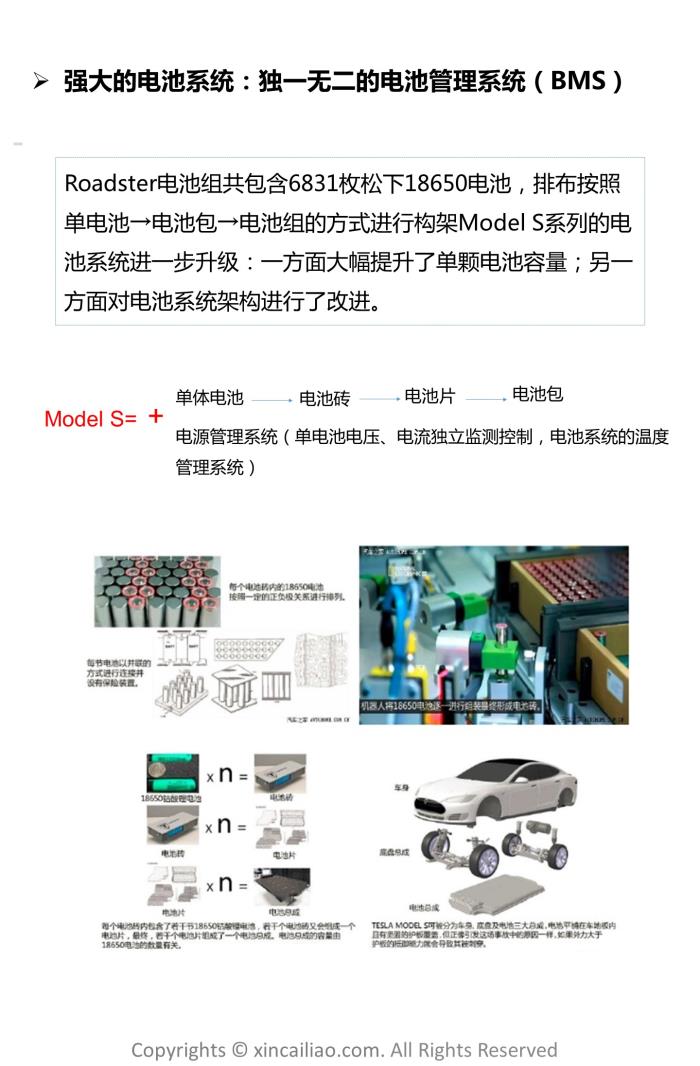 ➢ 强大的电池系统：独一无二的电池管理系统（BMS）
Roadster电池组共包含6831枚松下18650电池，排布按照
单电池→电池包→电池组的方式进行构架Model S系列的电
池系统进一步升级：一方面大幅提升了单颗电池容量；另一
方面对电池系统架构进行了改进。
单体电池 电池砖 电池片 电池包
Model S= +
电源管理系统（单电池电压、电流独立监测控制，电池系统的温度
管理系统）
每个电池砖内的18650电池
按照一定的正负极关系进行排列。
每节电池以并联的
方式进行连接并
设有保险装置。
汽车之家 AUTOHOME.COM.CN
汽车之家 AUTOHOME.COM.CN
机器人将18650电池逐一进行组装最终形成电池砖。
汽车之家 AUTOHOME.COM.CN
x n =
18650钴酸锂电池
电池砖
x n =
电池砖
电池片
x n =
电池片
电池总成
每个电池砖内包含了若干节18650钴酸锂电池，若干个电池砖又会组成一个
电池片，最终，若干个电池片组成了一个电池总成。电池总成的容量由
18650电池的数量有关。
车身
底盘总成
电池总成
TESLA MODEL S可被分为车身、底盘及电池三大总成，电池平铺在车地板内
且有坚固的护板覆盖，但正像引发这场事故中的原因一样，如果外力大于
护板的抵御能力就会导致其被刺穿。
Copyrights © xincailiao.com. All Rights Reserved